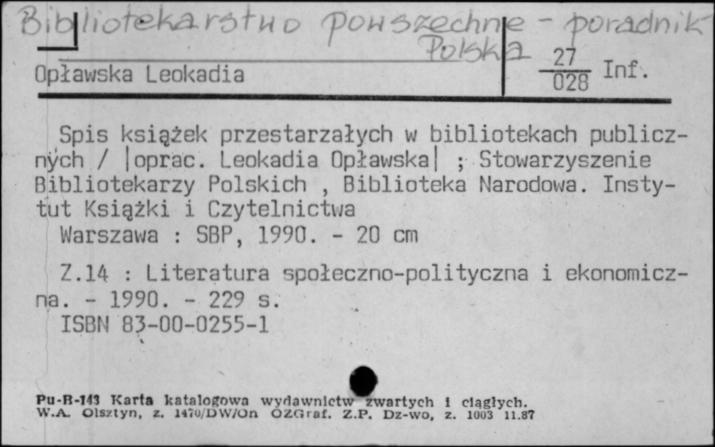 Bibliotekarstwo powszechne - poradnik
Polska
Opławska Leokadia
27
028 Inf.
Spis książek przestarzałych w bibliotekach publicz-
nych / |oprac. Leokadia Opławska| ; Stowarzyszenie
Bibliotekarzy Polskich , Biblioteka Narodowa. Insty-
tut Książki i Czytelnictwa
Warszawa : SBP, 1990. - 20 cm
Z.14 : Literatura społeczno-polityczna i ekonomicz-
na. - 1990. - 229 s.
ISBN 83-00-0255-1
Pu-B-143 Karta katalogowa wydawnictw zwartych i ciągłych.
W.A. Olsztyn, z. 1470/DW/On OZGraf. Z.P. Dz-wo, z. 1003 11.87